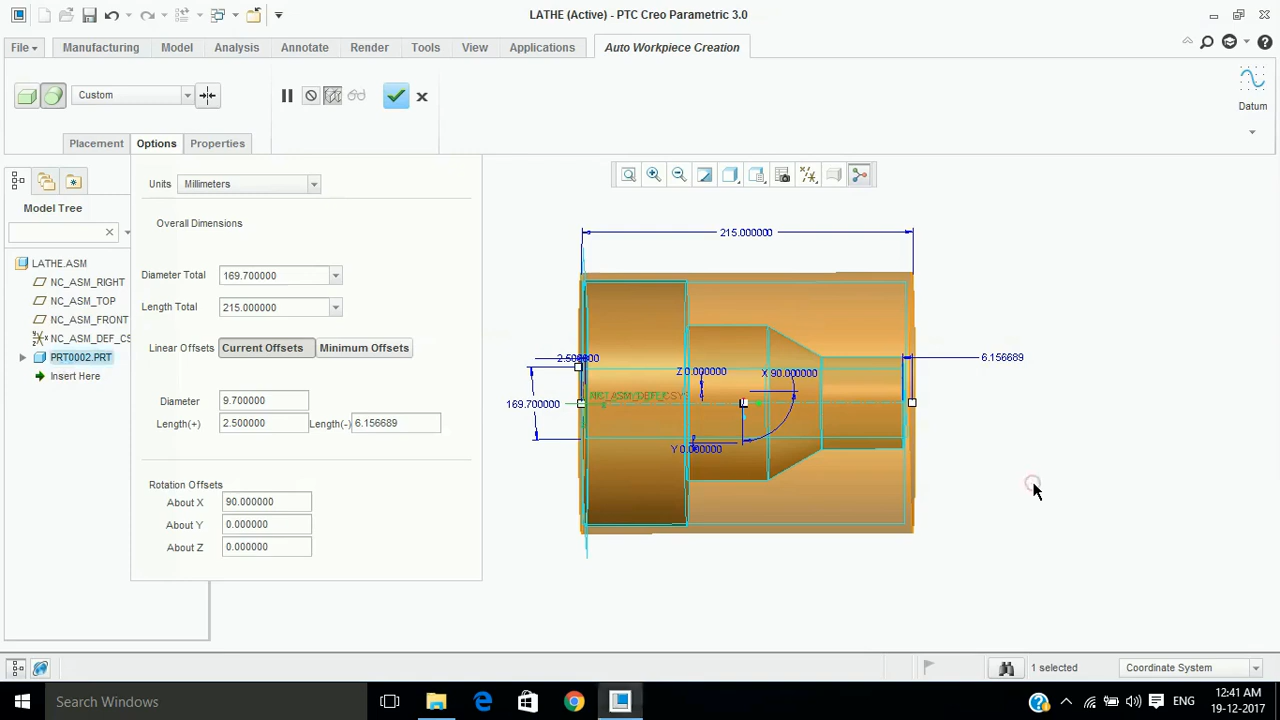 LATHE (Active) - PTC Creo Parametric 3.0
File Manufacturing Model Analysis Annotate Render Tools View Applications Auto Workpiece Creation
Custom
Datum
Placement Options Properties
Units Millimeters
Model Tree
Overall Dimensions
LATHE.ASM
NC_ASM_RIGHT
NC_ASM_TOP
NC_ASM_FRONT
NC_ASM_DEF_CS
PRT0002.PRT
Insert Here
Diameter Total 169.700000
Length Total 215.000000
Linear Offsets Current Offsets Minimum Offsets
Diameter 9.700000
Length(+) 2.500000 Length(-) 6.156689
Rotation Offsets
About X 90.000000
About Y 0.000000
About Z 0.000000
215.000000
2.500000
6.156689
Z 0.000000 X 90.000000
NC_ASM_DEF_CSYS
169.700000
Y 0.000000
1 selected Coordinate System
Search Windows
ENG
12:41 AM
19-12-2017